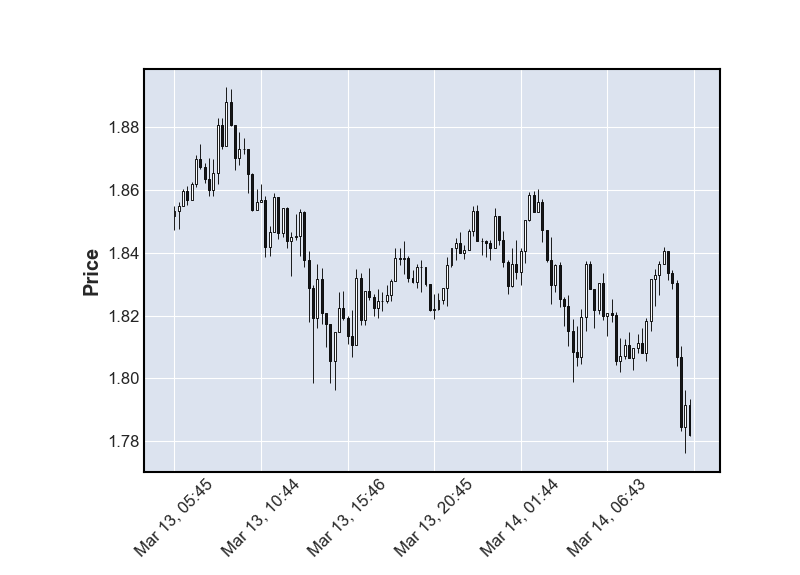 Price
1.88
1.86
1.84
1.82
1.80
1.78
Mar 13, 05:45
Mar 13, 10:44
Mar 13, 15:46
Mar 13, 20:45
Mar 14, 01:44
Mar 14, 06:43